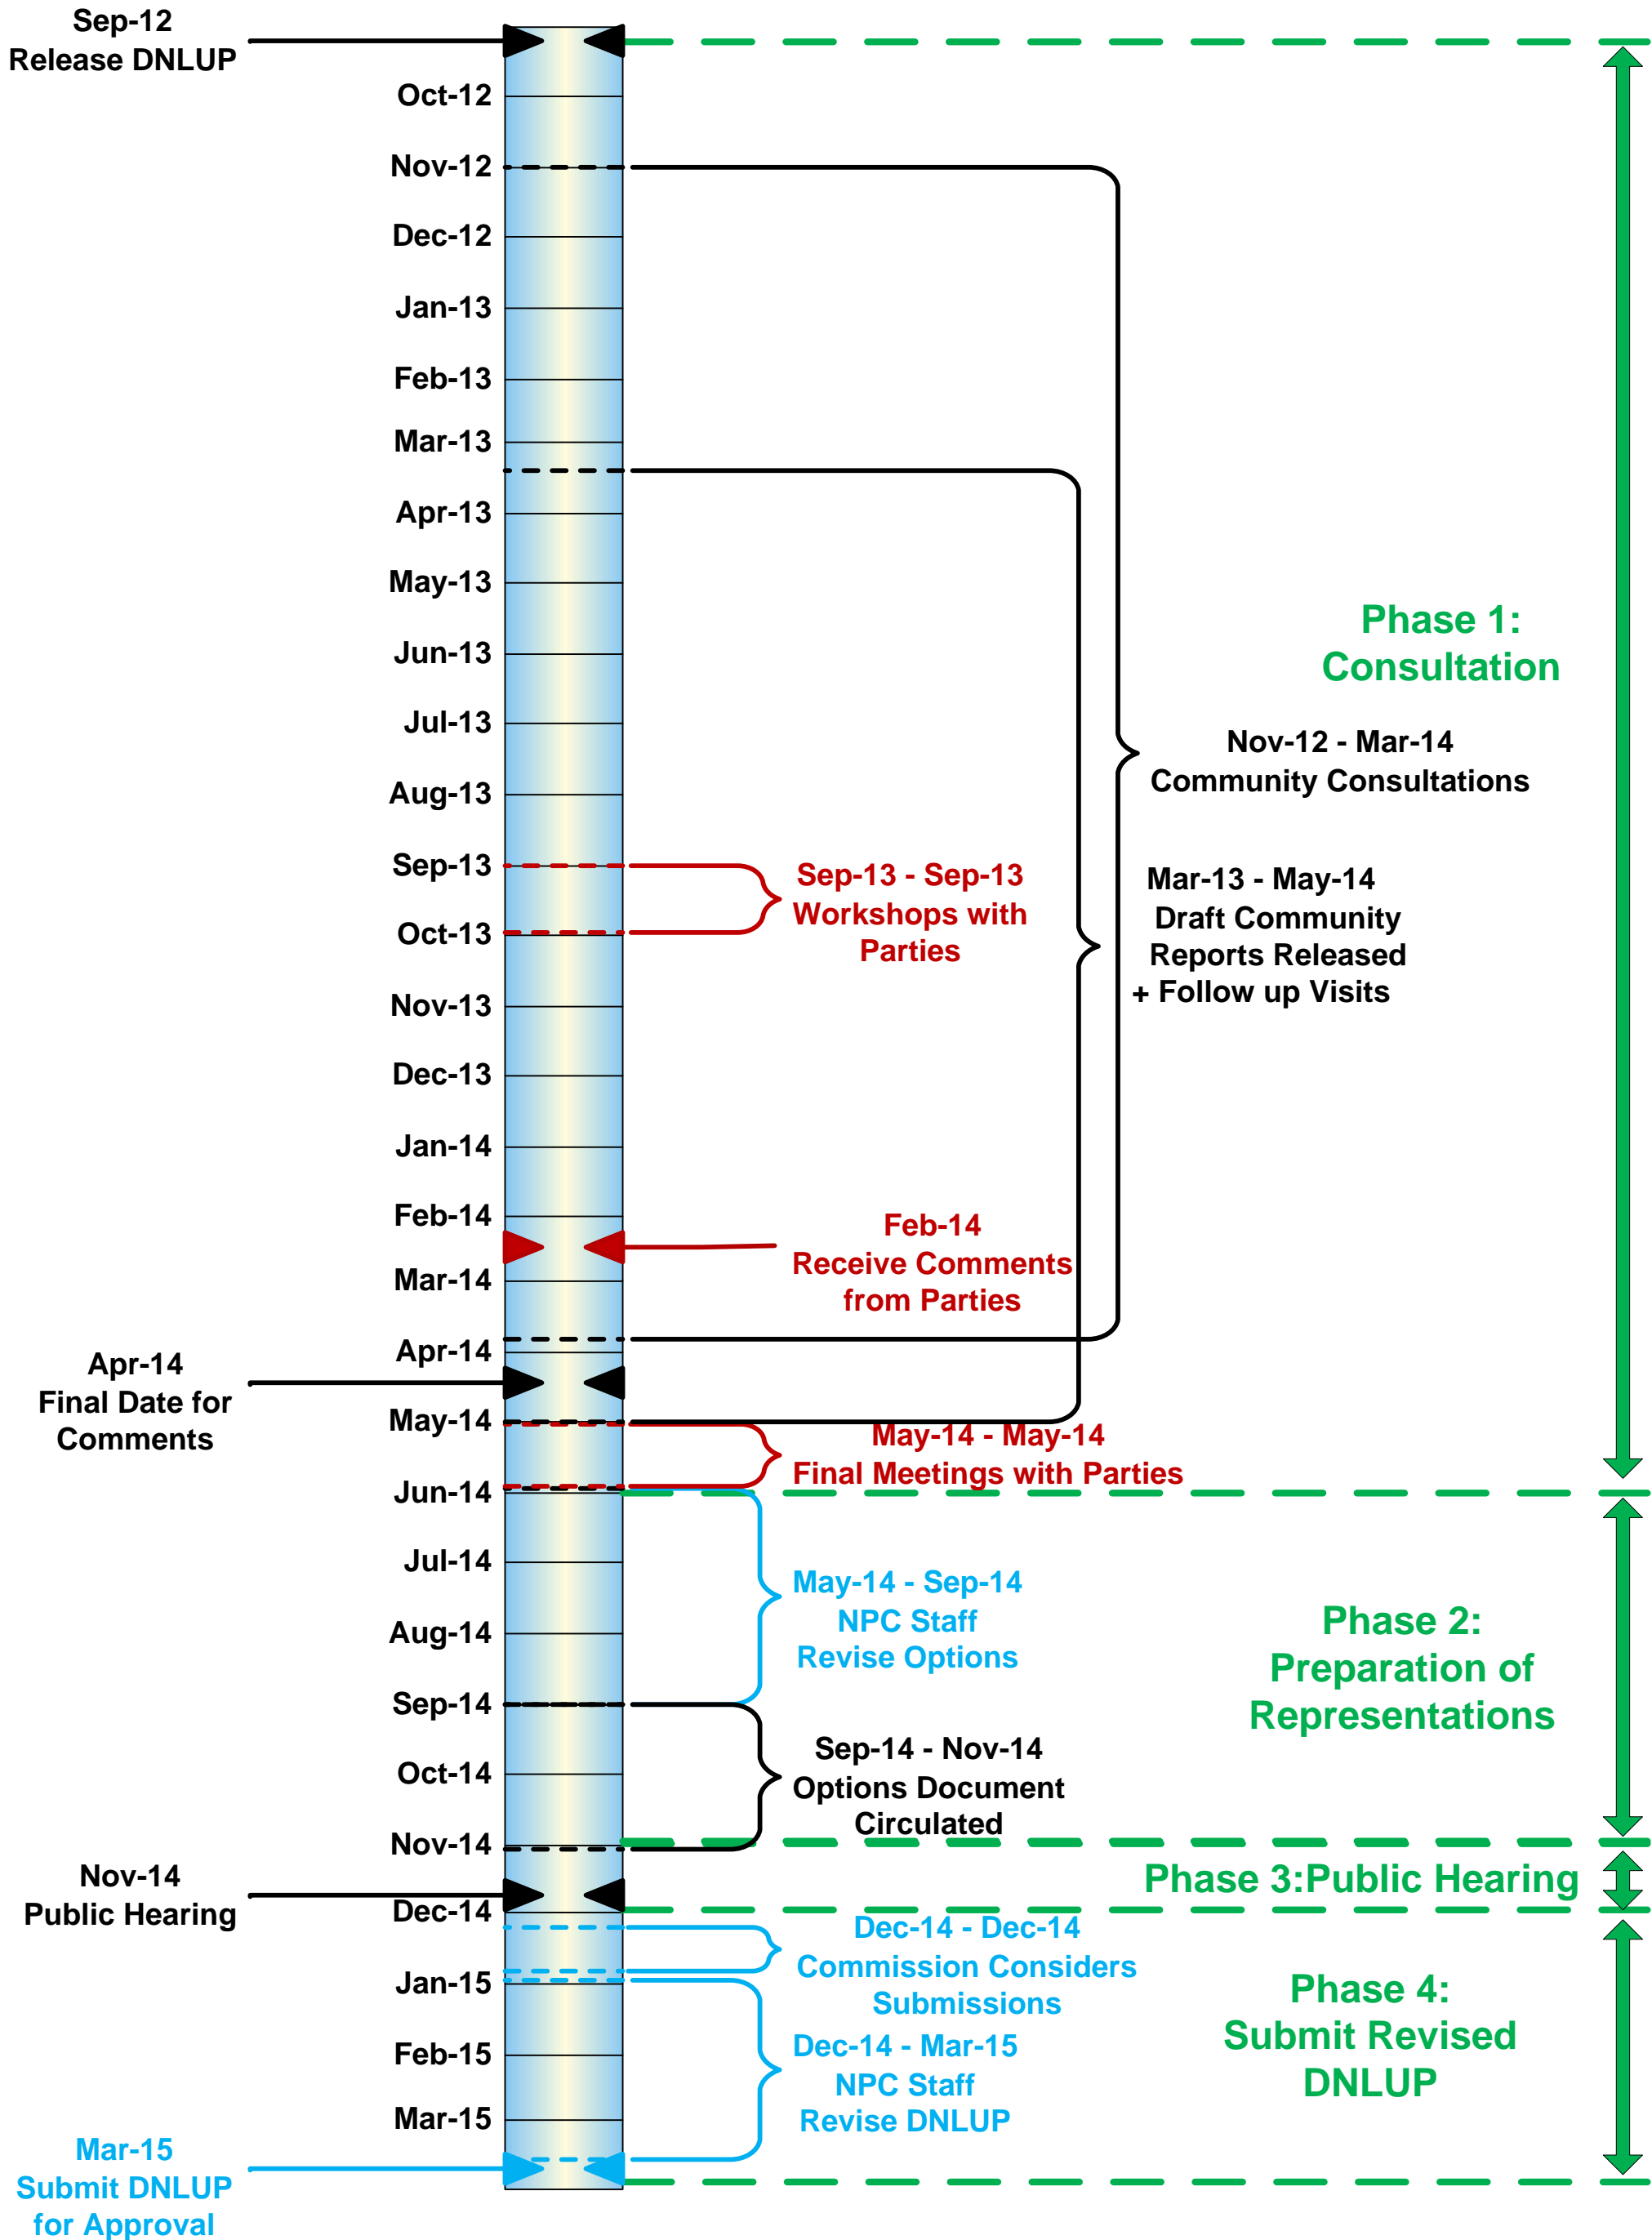 Sep-12
Release DNLUP
Oct-12
Nov-12
Dec-12
Jan-13
Feb-13
Mar-13
Apr-13
May-13
Jun-13
Jul-13
Aug-13
Sep-13
Oct-13
Nov-13
Dec-13
Jan-14
Feb-14
Mar-14
Apr-14
Apr-14
Final Date for
Comments
May-14
Jun-14
Jul-14
Aug-14
Sep-14
Oct-14
Nov-14
Nov-14
Public Hearing
Dec-14
Jan-15
Feb-15
Mar-15
Mar-15
Submit DNLUP
for Approval
Sep-13 - Sep-13
Workshops with
Parties
Feb-14
Receive Comments
from Parties
May-14 - May-14
Final Meetings with Parties
May-14 - Sep-14
NPC Staff
Revise Options
Sep-14 - Nov-14
Options Document
Circulated
Dec-14 - Dec-14
Commission Considers
Submissions
Dec-14 - Mar-15
NPC Staff
Revise DNLUP
Nov-12 - Mar-14
Community Consultations
Mar-13 - May-14
Draft Community
Reports Released
+ Follow up Visits
Phase 1:
Consultation
Phase 2:
Preparation of
Representations
Phase 3:Public Hearing
Phase 4:
Submit Revised
DNLUP